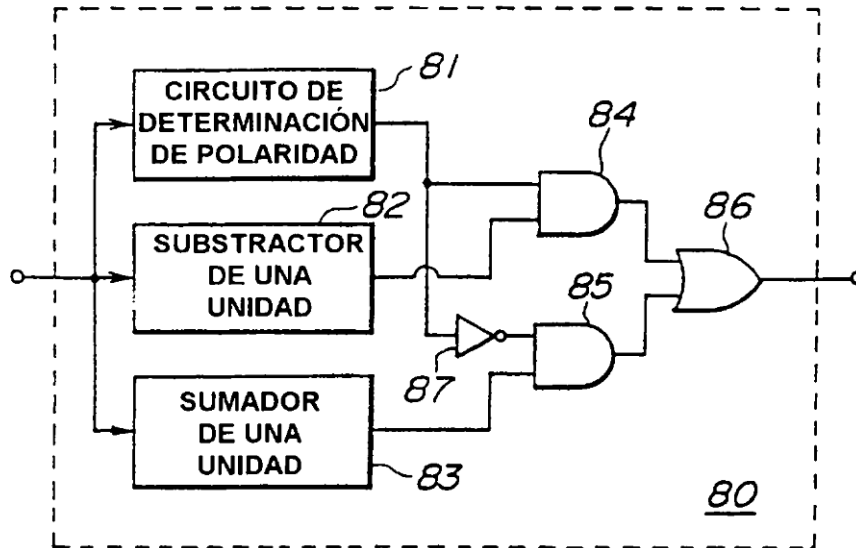 CIRCUITO DE
DETERMINACIÓN
DE POLARIDAD
81
82
SUBSTRACTOR
DE UNA
UNIDAD
SUMADOR
DE UNA
UNIDAD
83
84
85
86
87
80